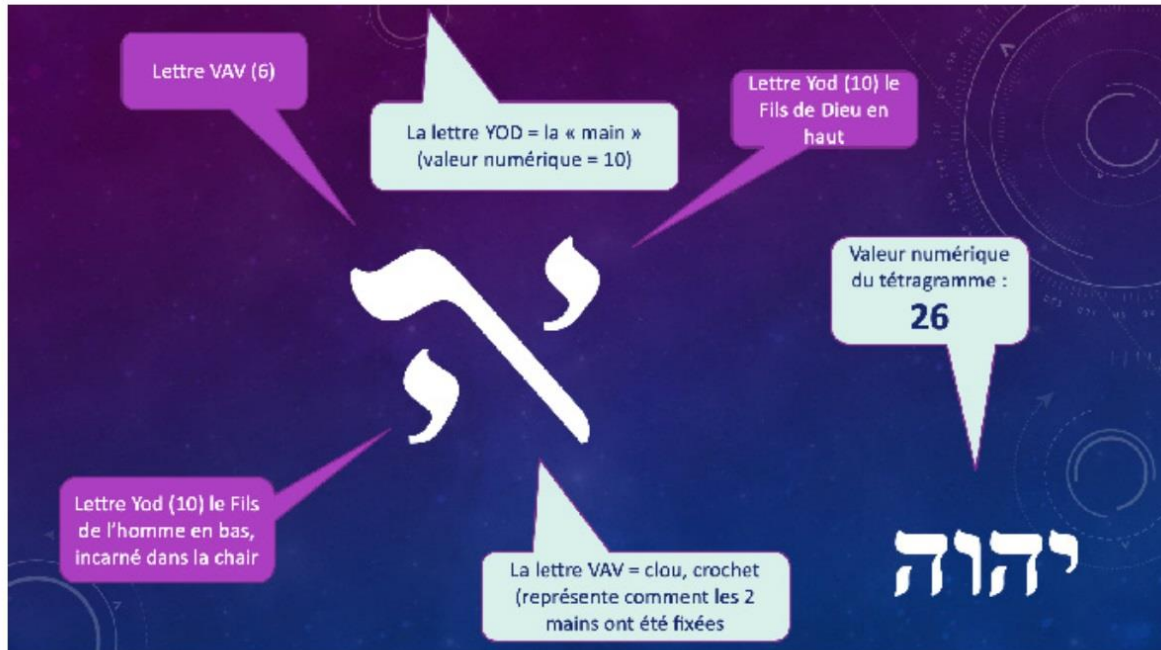 Lettre VAV (6)
La lettre YOD = la « main »
(valeur numérique = 10)
Lettre Yod (10) le
Fils de Dieu en
haut
Valeur numérique
du tétragramme :
26
Lettre Yod (10) le Fils
de l'homme en bas,
incarné dans la chair
La lettre VAV = clou, crochet
(représente comment les 2
mains ont été fixées
יהוה